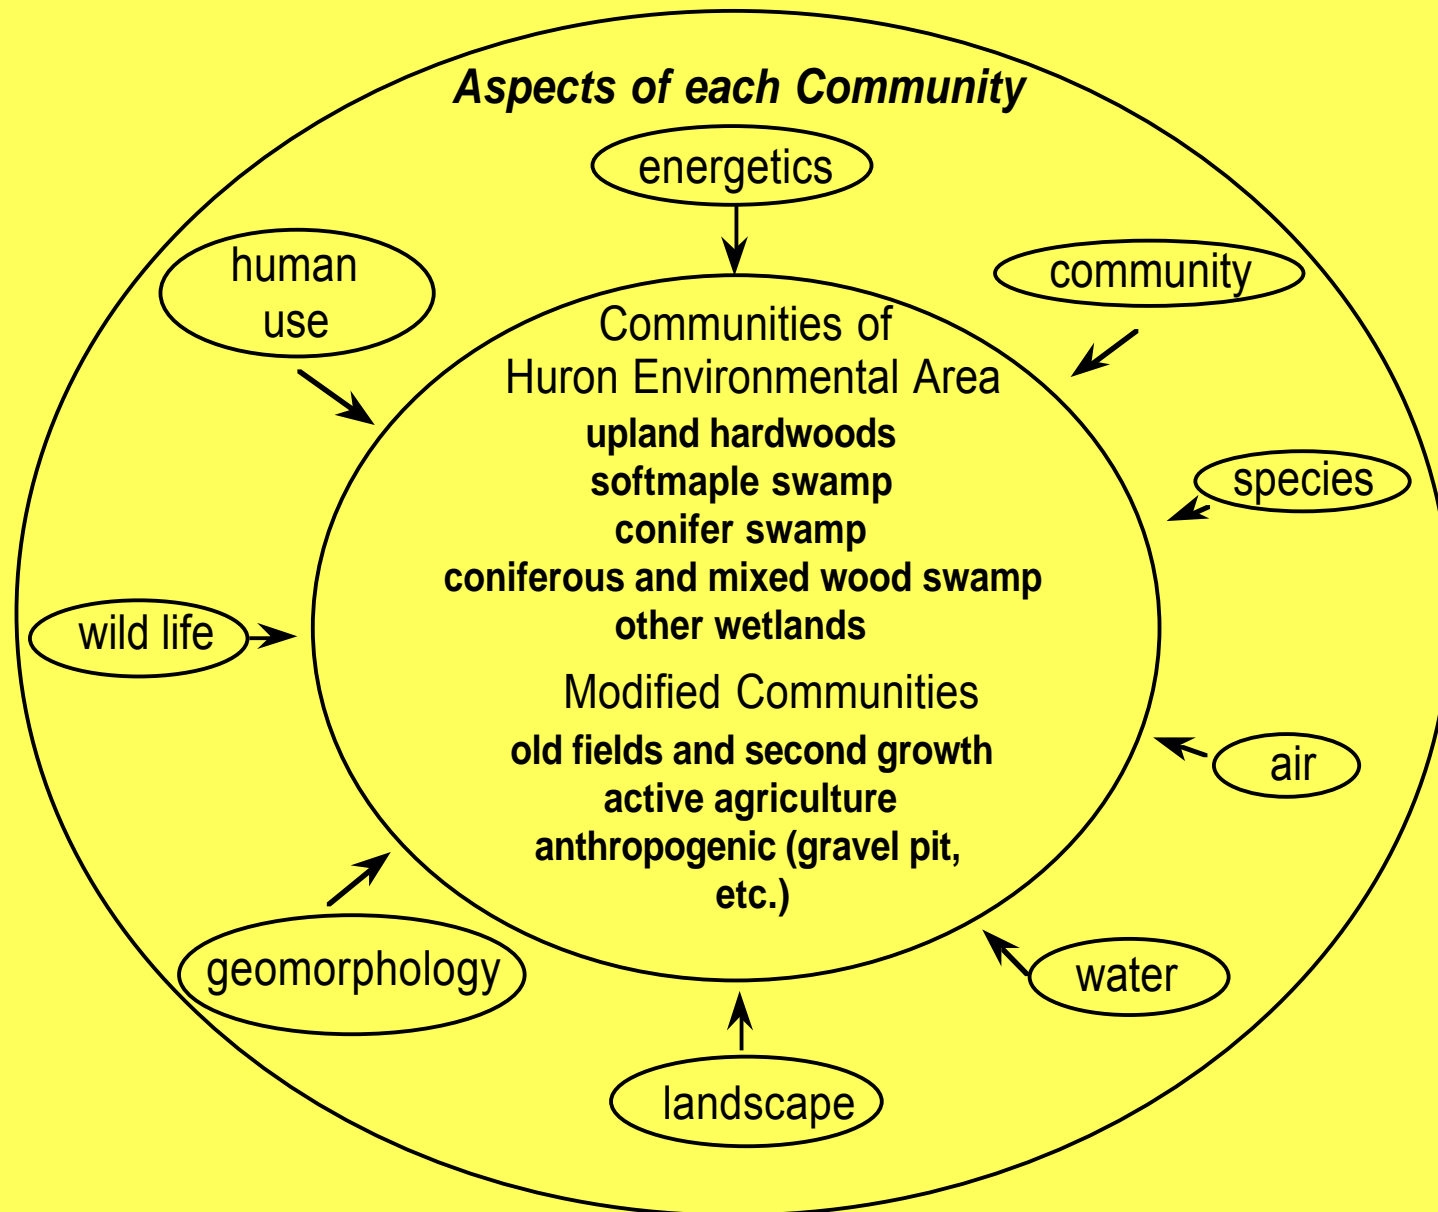 Aspects of each Community
energetics
human
use
community
Communities of
Huron Environmental Area
upland hardwoods
softmaple swamp
conifer swamp
coniferous and mixed wood swamp
other wetlands
species
wild life
Modified Communities
old fields and second growth
active agriculture
anthropogenic (gravel pit,
etc.)
air
geomorphology
water
landscape